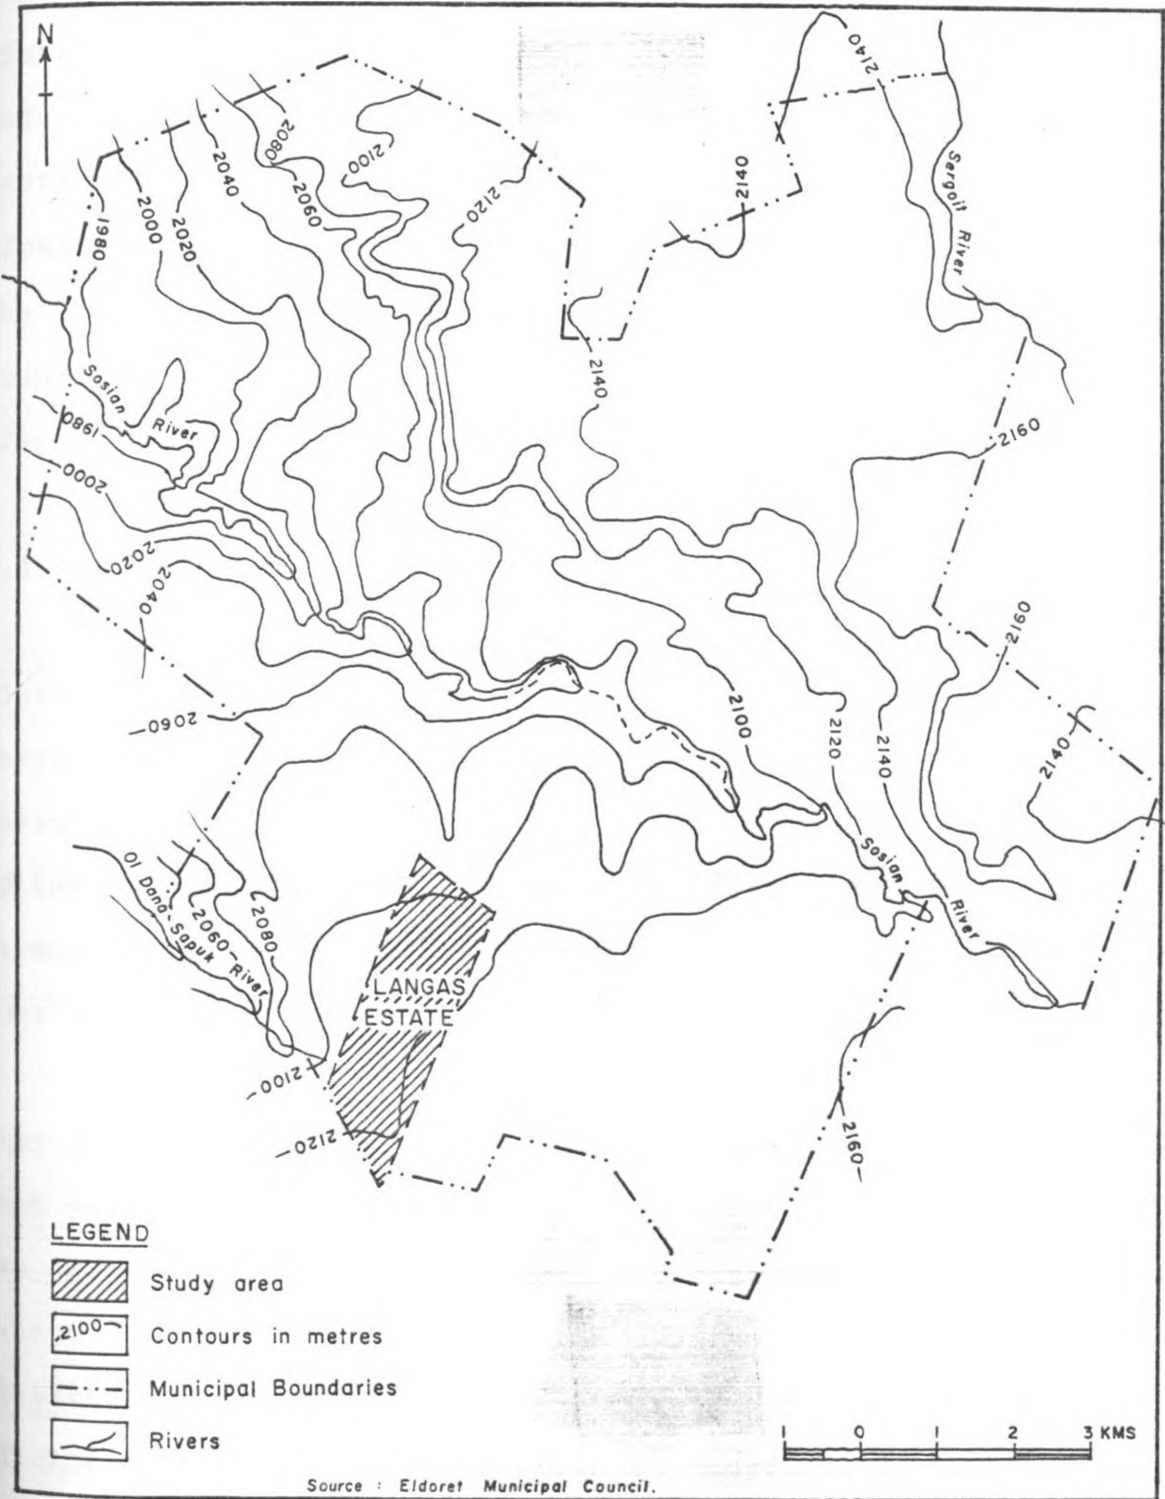 N
2140
2080
2100
2040
2060
2120
2140
Sergoit River
2000
2020
1980
2140
Sosian
River
1980
2160
2000
2020
2040
2160
2100
2060
2120
2140
2140
Sosian
River
Ol Dana-Sapuk River
2060
2080
LANGAS
ESTATE
2100
2120
2160
LEGEND
Study area
2100
Contours in metres
Municipal Boundaries
Rivers
1 0 1 2 3 KMS
Source : Eldoret Municipal Council.